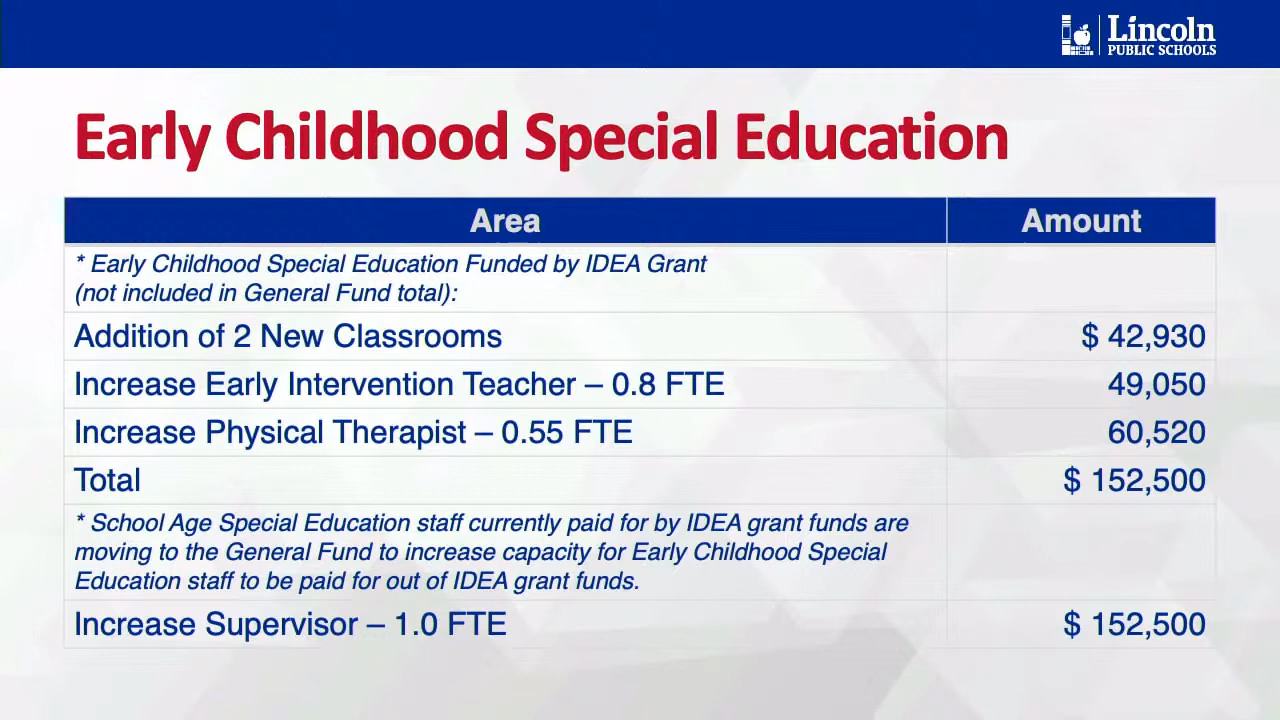 Lincoln
PUBLIC SCHOOLS
Early Childhood Special Education
Area Amount
* Early Childhood Special Education Funded by IDEA Grant
(not included in General Fund total):
Addition of 2 New Classrooms $ 42,930
Increase Early Intervention Teacher – 0.8 FTE 49,050
Increase Physical Therapist – 0.55 FTE 60,520
Total $ 152,500
* School Age Special Education staff currently paid for by IDEA grant funds are
moving to the General Fund to increase capacity for Early Childhood Special
Education staff to be paid for out of IDEA grant funds.
Increase Supervisor – 1.0 FTE $ 152,500